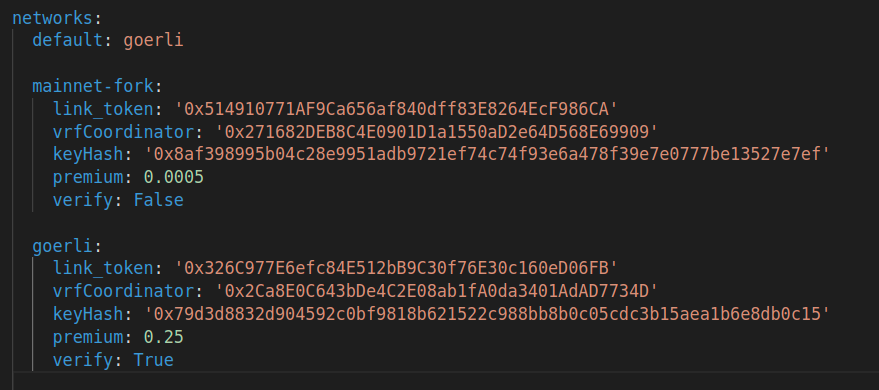 networks:
default: goerli
mainnet-fork:
link_token: '0x514910771AF9Ca656af840dff83E8264EcF986CA'
vrfCoordinator: '0x271682DEB8C4E0901D1a1550aD2e64D568E69909'
keyHash: '0x8af398995b04c28e9951adb9721ef74c74f93e6a478f39e7e0777be13527e7ef'
premium: 0.0005
verify: False
goerli:
link_token: '0x326C977E6efc84E512bB9C30f76E30c160eD06FB'
vrfCoordinator: '0x2Ca8E0C643bDe4C2E08ab1fA0da3401AdAD7734D'
keyHash: '0x79d3d8832d904592c0bf9818b621522c988bb8b0c05cdc3b15aea1b6e8db0c15'
premium: 0.25
verify: True